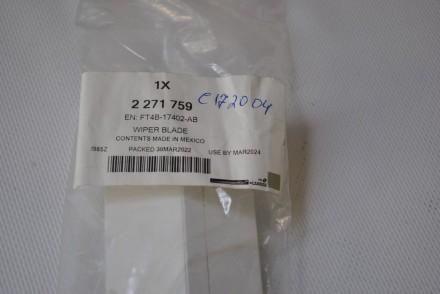 1X
2 271 759 C172004
EN: FT4B-17402-AB
WIPER BLADE
CONTENTS MADE IN MEXICO
PACKED 30MAR2022 USE BY MAR2024